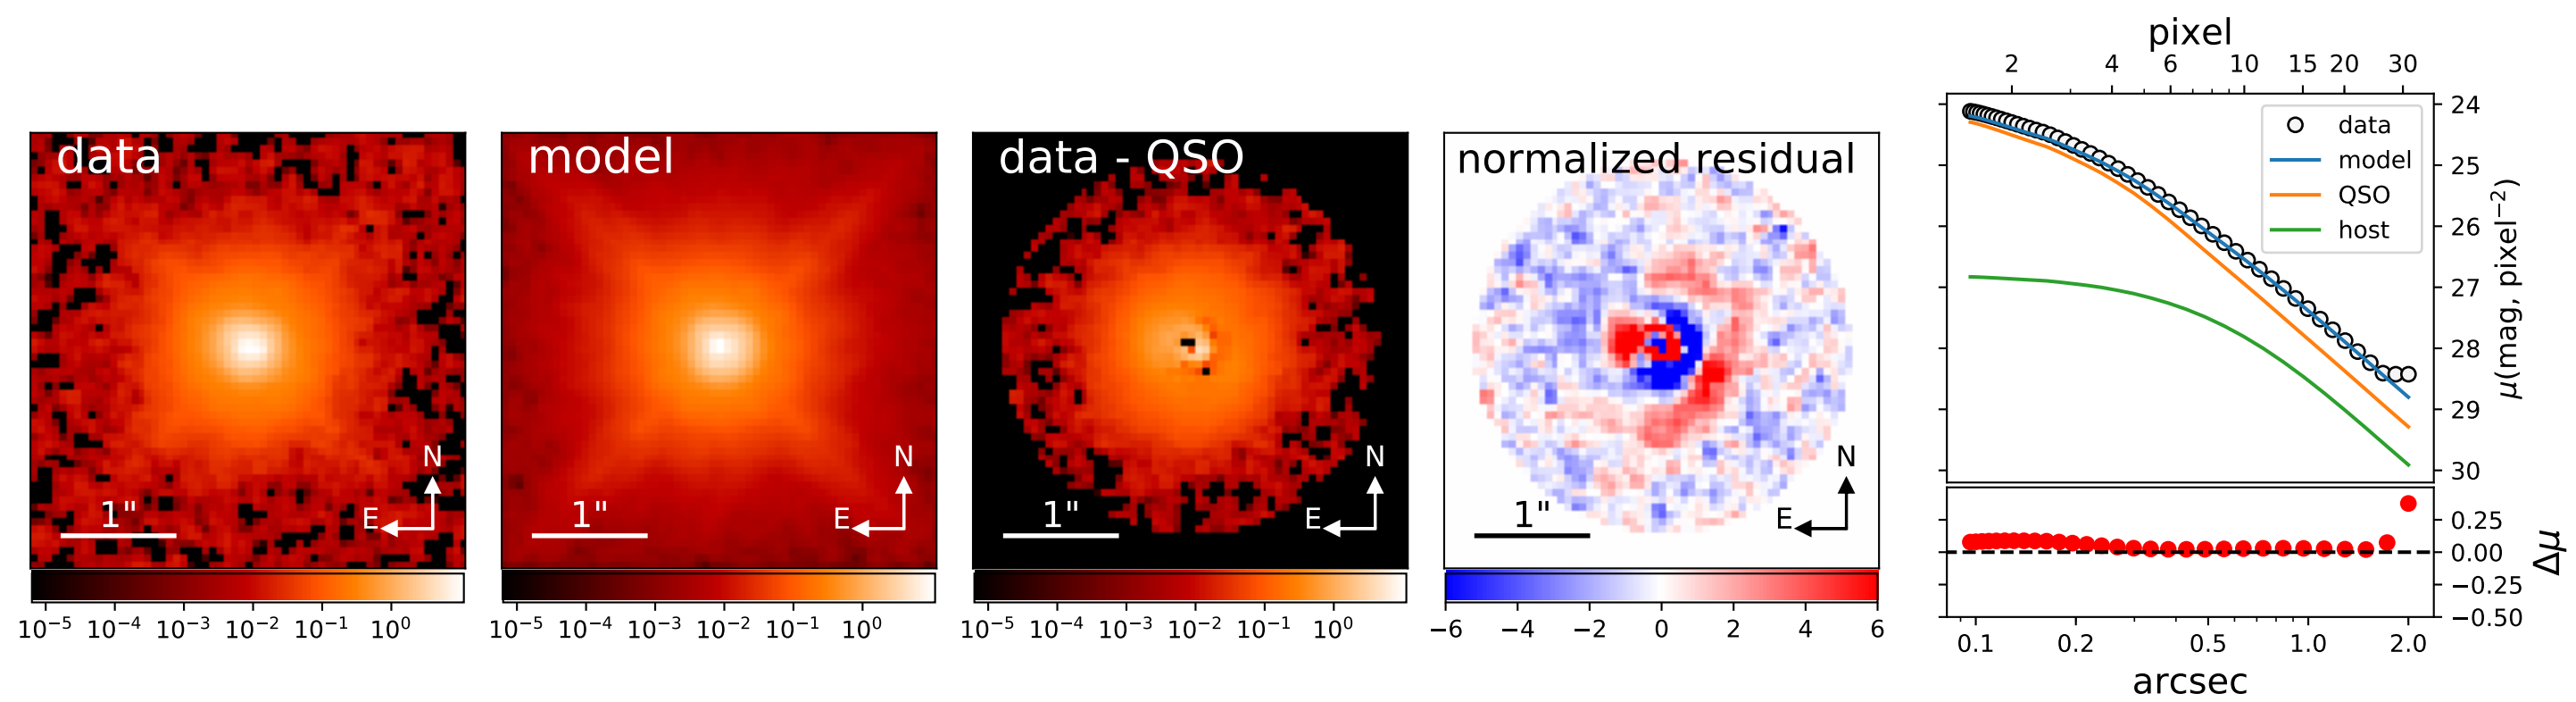 data
N
E
1"
10⁻⁵ 10⁻⁴ 10⁻³ 10⁻² 10⁻¹ 10⁰
model
N
E
1"
10⁻⁵ 10⁻⁴ 10⁻³ 10⁻² 10⁻¹ 10⁰
data - QSO
N
E
1"
10⁻⁵ 10⁻⁴ 10⁻³ 10⁻² 10⁻¹ 10⁰
normalized residual
N
E
1"
−6 −4 −2 0 2 4 6
pixel
2 4 6 10 15 20 30
data
model
QSO
host
24
25
26
27
28
29
30
μ(mag, pixel⁻²)
0.25
0.00
−0.25
−0.50
Δμ
0.1 0.2 0.5 1.0 2.0
arcsec